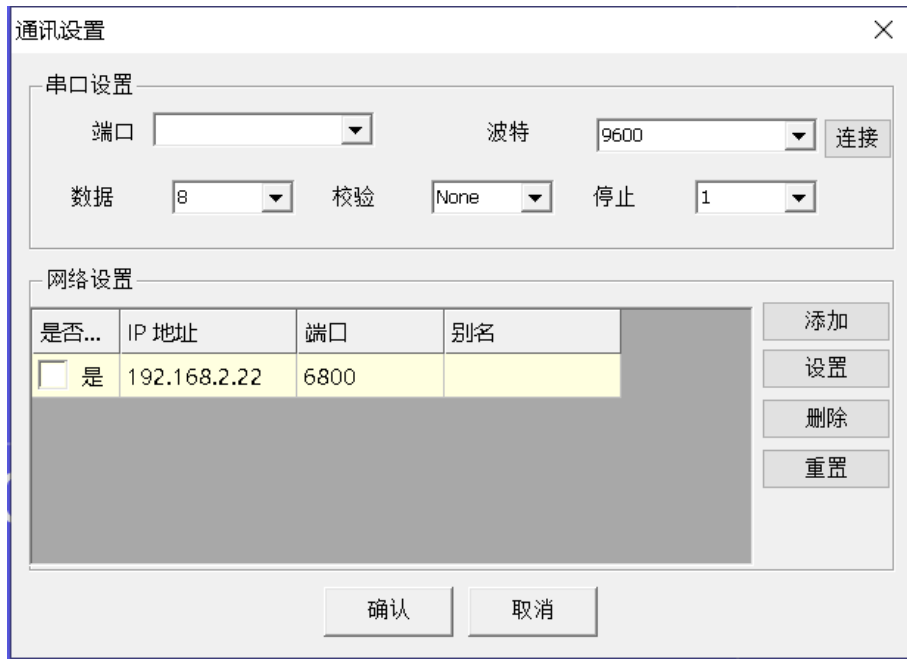 通讯设置
串口设置
端口 波特 9600 连接
数据 8 校验 None 停止 1
网络设置
是否... IP 地址 端口 别名
是 192.168.2.22 6800
添加
设置
删除
重置
确认 取消